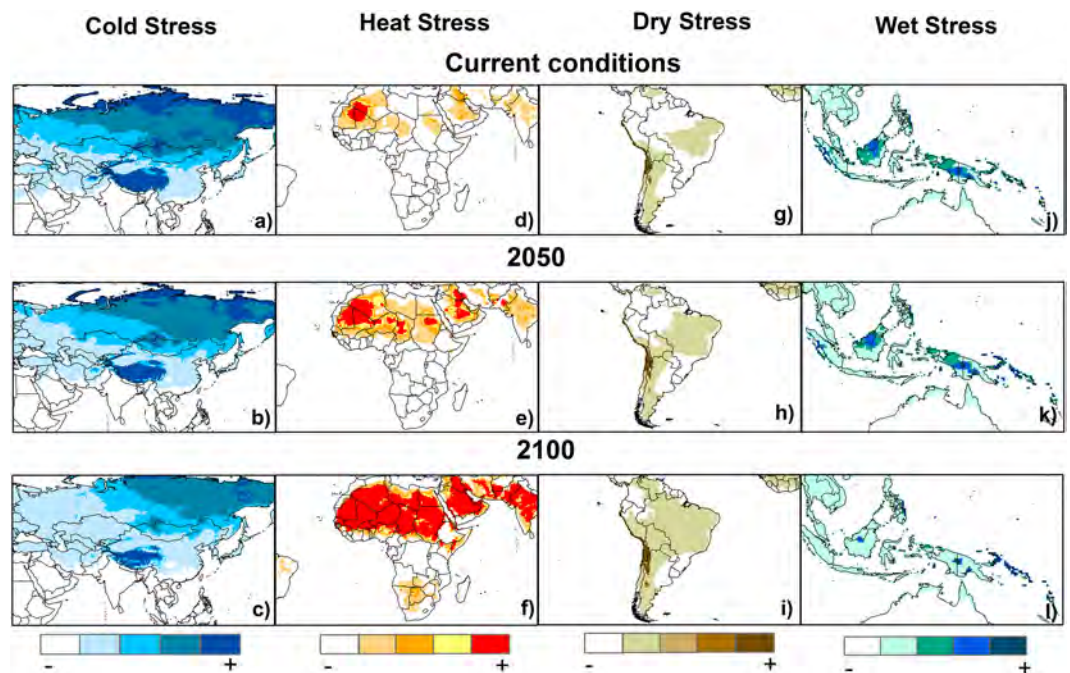 Cold Stress Heat Stress Dry Stress Wet Stress
Current conditions
a) d) g) j)
2050
b) e) h) k)
2100
c) f) i) l)
- + - + - + - +